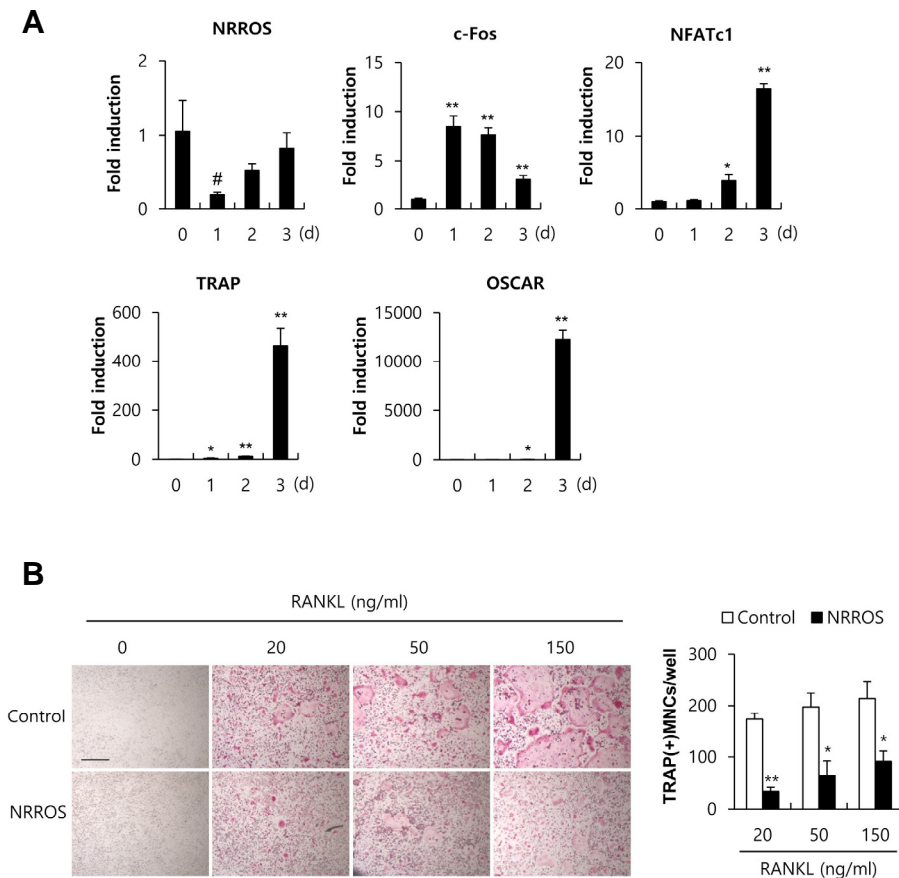 A
NRROS
Fold induction
2
1
0
#
0 1 2 3 (d)
c-Fos
Fold induction
15
10
5
0
** ** **
0 1 2 3
NFATc1
Fold induction
20
10
0
* **
0 1 2 3 (d)
TRAP
Fold induction
600
400
200
0
* ** **
0 1 2 3 (d)
OSCAR
Fold induction
15000
10000
5000
0
* **
0 1 2 3 (d)
B
RANKL (ng/ml)
0 20 50 150
Control
NRROS
Control NRROS
TRAP(+)MNCs/well
300
200
100
0
** * *
20 50 150
RANKL (ng/ml)